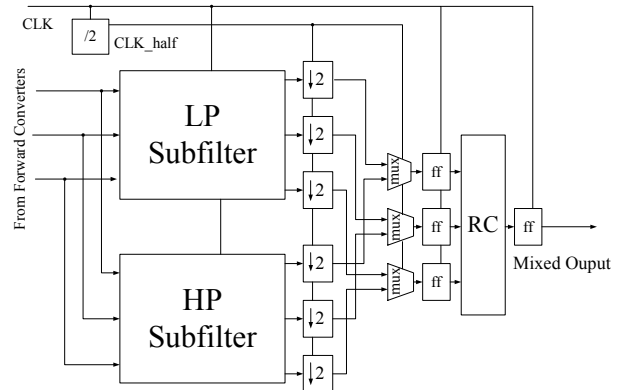 CLK
/2
CLK_half
From Forward Converters
LP
Subfilter
↓2
↓2
↓2
mux
ff
mux
ff
mux
ff
RC
ff
Mixed Ouput
HP
Subfilter
↓2
↓2
↓2